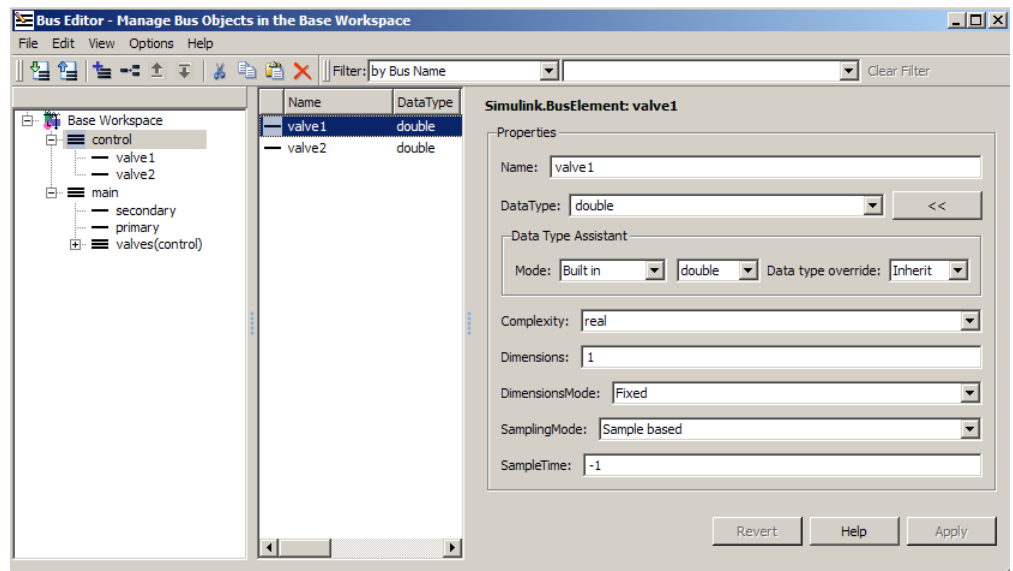 Bus Editor - Manage Bus Objects in the Base Workspace
File Edit View Options Help
Filter: by Bus Name Clear Filter
Base Workspace
control
valve1
valve2
main
secondary
primary
valves(control)
Name DataType
valve1 double
valve2 double
Simulink.BusElement: valve1
Properties
Name: valve1
DataType: double <<
Data Type Assistant
Mode: Built in double Data type override: Inherit
Complexity: real
Dimensions: 1
DimensionsMode: Fixed
SamplingMode: Sample based
SampleTime: -1
Revert Help Apply